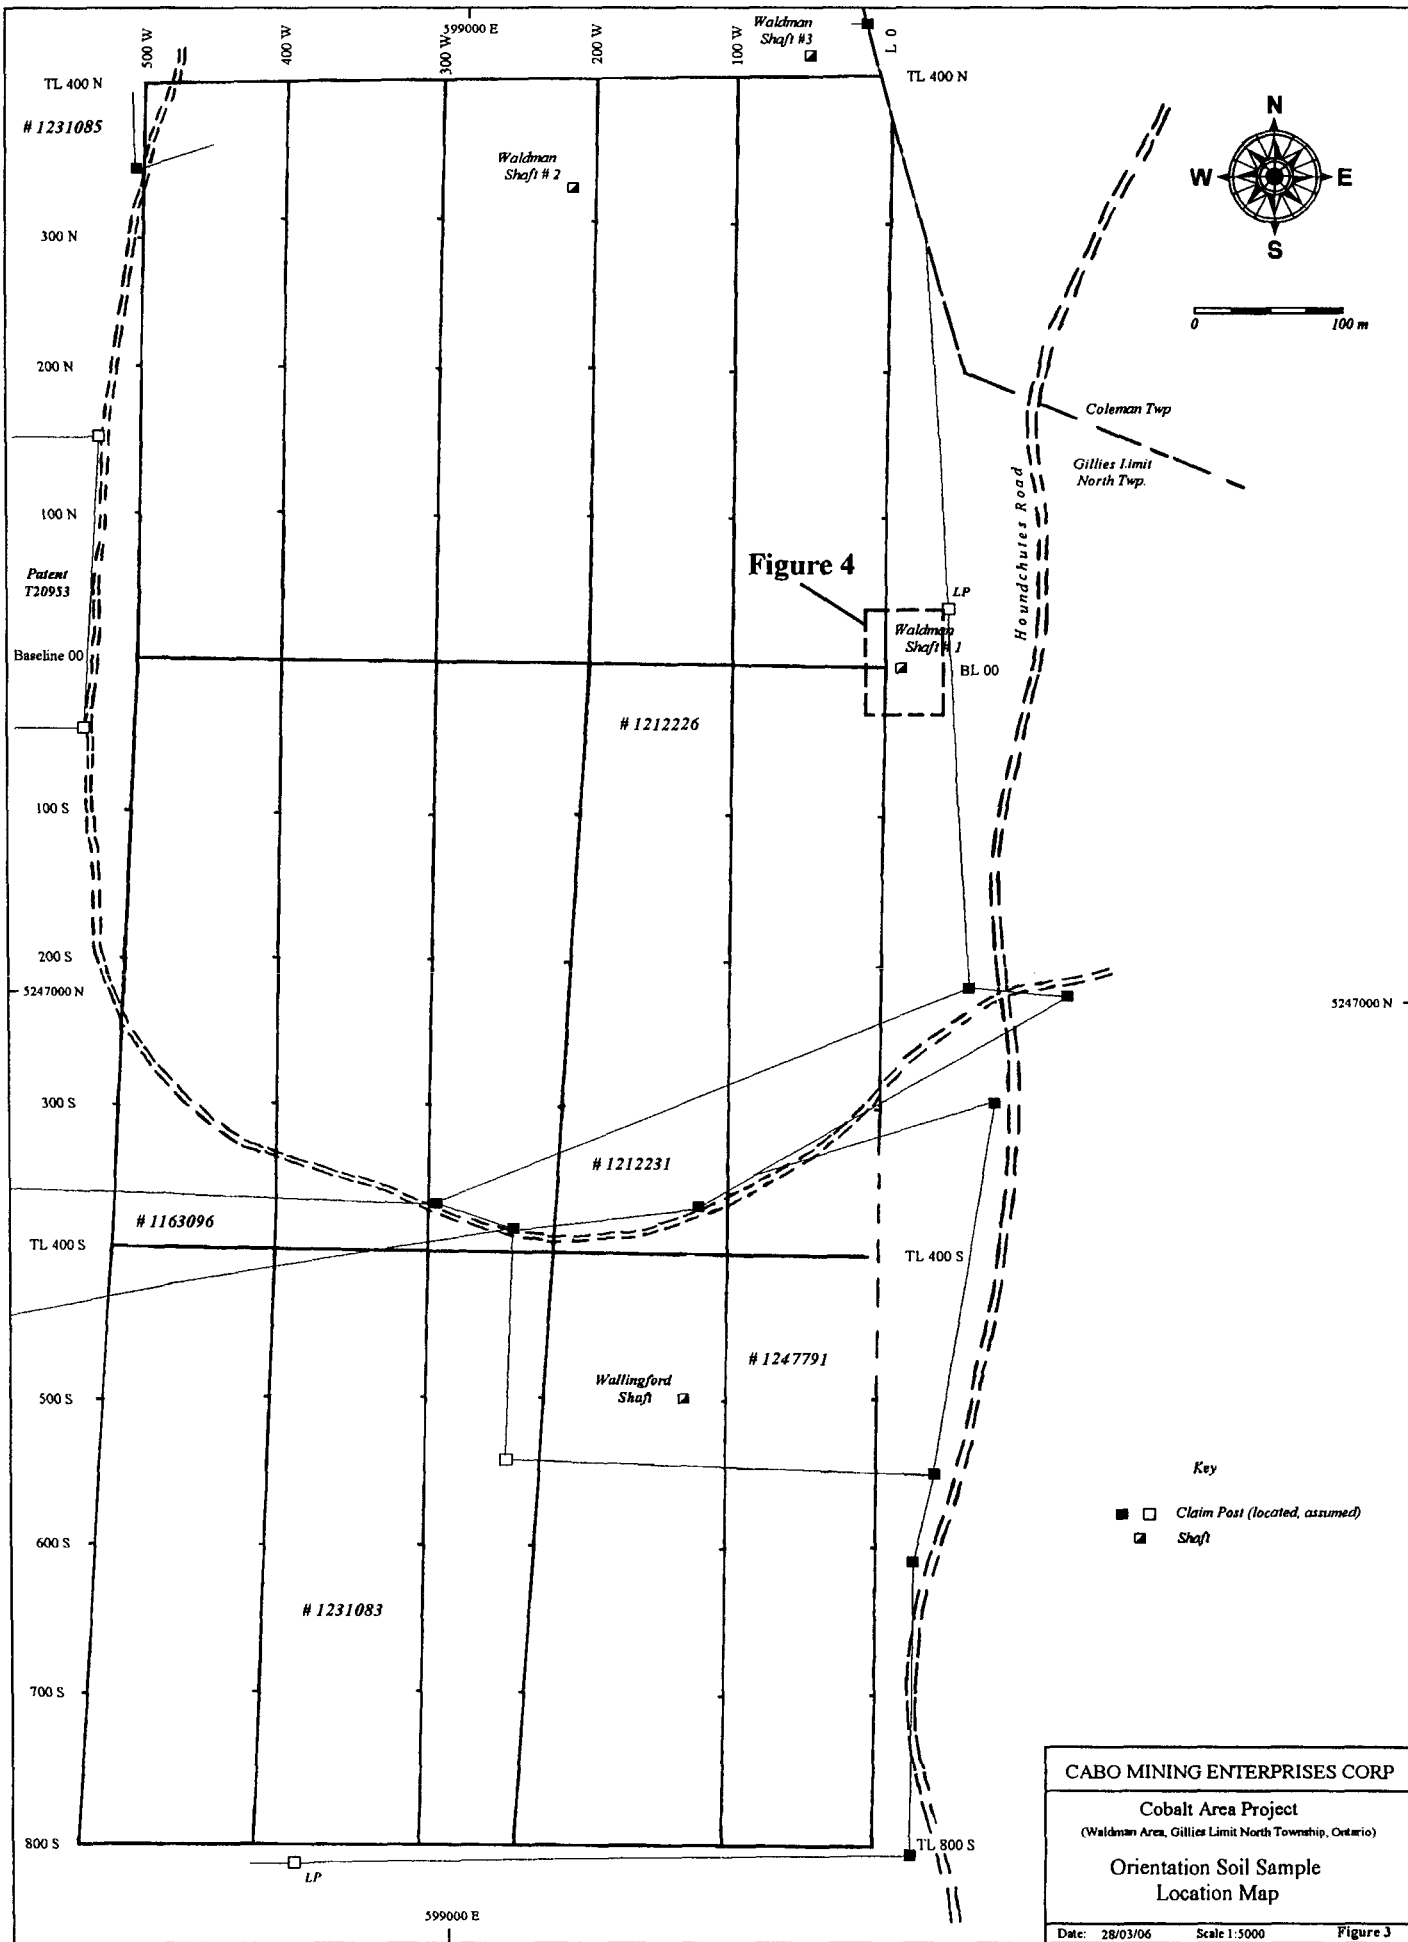 599000 E
Waldman
Shaft #3
500 W
400 W
300 W
200 W
100 W
L 0
TL 400 N
TL 400 N
# 1231085
Waldman
Shaft # 2
N
W
E
S
300 N
0
100 m
200 N
Coleman Twp
Gillies Limit
North Twp.
Houndchutes Road
100 N
Figure 4
Patent
T20953
LP
Waldman
Shaft # 1
Baseline 00
BL 00
# 1212226
100 S
200 S
5247000 N
5247000 N
300 S
# 1212231
# 1163096
TL 400 S
TL 400 S
# 1247791
Wallingford
Shaft
500 S
Key
Claim Post (located, assumed)
Shaft
600 S
# 1231083
700 S
800 S
TL 800 S
LP
599000 E
CABO MINING ENTERPRISES CORP
Cobalt Area Project
(Waldman Area, Gillies Limit North Township, Ontario)
Orientation Soil Sample
Location Map
Date: 28/03/06 Scale 1:5000 Figure 3